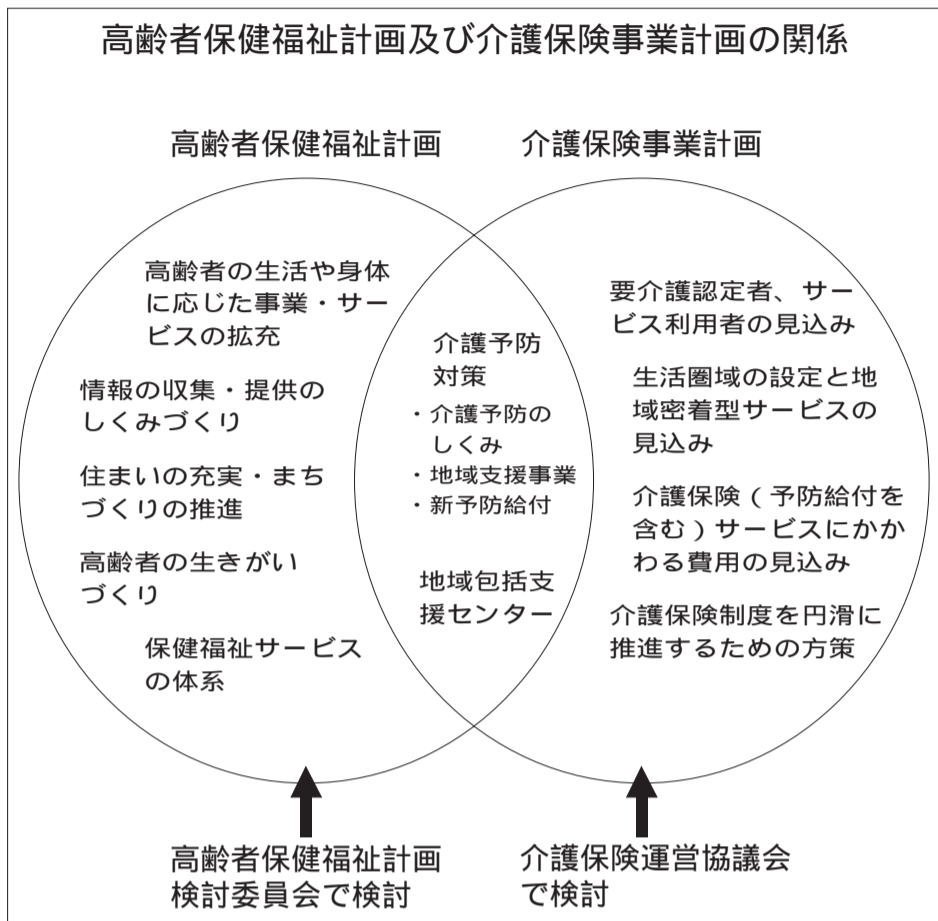 高齢者保健福祉計画及び介護保険事業計画の関係
高齢者保健福祉計画
介護保険事業計画
高齢者の生活や身体
に応じた事業・サー
ビスの拡充
情報の収集・提供の
しくみづくり
住まいの充実・まち
づくりの推進
高齢者の生きがい
づくり
保健福祉サービス
の体系
介護予防
対策
・介護予防の
しくみ
・地域支援事業
・新予防給付
地域包括支
援センター
要介護認定者、サー
ビス利用者の見込み
生活圏域の設定と地
域密着型サービスの
見込み
介護保険(予防給付を
含む)サービスにかか
わる費用の見込み
介護保険制度を円滑に
推進するための方策
高齢者保健福祉計画
検討委員会で検討
介護保険運営協議会
で検討